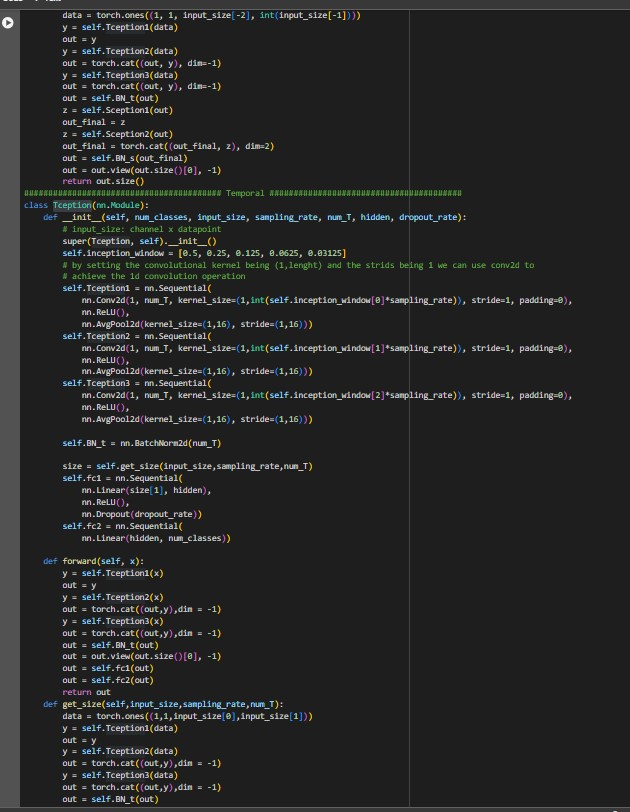 data = torch.ones((1, 1, input_size[-2], int(input_size[-1])))
y = self.Tception1(data)
out = y
y = self.Tception2(data)
out = torch.cat((out, y), dim=-1)
y = self.Tception3(data)
out = torch.cat((out, y), dim=-1)
out = self.BN_t(out)
z = self.Sception1(out)
out_final = z
z = self.Sception2(out)
out_final = torch.cat((out_final, z), dim=2)
out = self.BN_s(out_final)
out = out.view(out.size()[0], -1)
return out.size()
######################################### Temporal ########################################
class Tception(nn.Module):
def __init__(self, num_classes, input_size, sampling_rate, num_T, hidden, dropout_rate):
# input_size: channel x datapoint
super(Tception, self).__init__()
self.inception_window = [0.5, 0.25, 0.125, 0.0625, 0.03125]
# by setting the convolutional kernel being (1,lenght) and the strids being 1 we can use conv2d to
# achieve the 1d convolution operation
self.Tception1 = nn.Sequential(
nn.Conv2d(1, num_T, kernel_size=(1,int(self.inception_window[0]*sampling_rate)), stride=1, padding=0),
nn.ReLU(),
nn.AvgPool2d(kernel_size=(1,16), stride=(1,16)))
self.Tception2 = nn.Sequential(
nn.Conv2d(1, num_T, kernel_size=(1,int(self.inception_window[1]*sampling_rate)), stride=1, padding=0),
nn.ReLU(),
nn.AvgPool2d(kernel_size=(1,16), stride=(1,16)))
self.Tception3 = nn.Sequential(
nn.Conv2d(1, num_T, kernel_size=(1,int(self.inception_window[2]*sampling_rate)), stride=1, padding=0),
nn.ReLU(),
nn.AvgPool2d(kernel_size=(1,16), stride=(1,16)))
self.BN_t = nn.BatchNorm2d(num_T)
size = self.get_size(input_size,sampling_rate,num_T)
self.fc1 = nn.Sequential(
nn.Linear(size[1], hidden),
nn.ReLU(),
nn.Dropout(dropout_rate))
self.fc2 = nn.Sequential(
nn.Linear(hidden, num_classes))
def forward(self, x):
y = self.Tception1(x)
out = y
y = self.Tception2(x)
out = torch.cat((out,y),dim = -1)
y = self.Tception3(x)
out = torch.cat((out,y),dim = -1)
out = self.BN_t(out)
out = out.view(out.size()[0], -1)
out = self.fc1(out)
out = self.fc2(out)
return out
def get_size(self,input_size,sampling_rate,num_T):
data = torch.ones((1,1,input_size[0],input_size[1]))
y = self.Tception1(data)
out = y
y = self.Tception2(data)
out = torch.cat((out,y),dim = -1)
y = self.Tception3(data)
out = torch.cat((out,y),dim = -1)
out = self.BN_t(out)